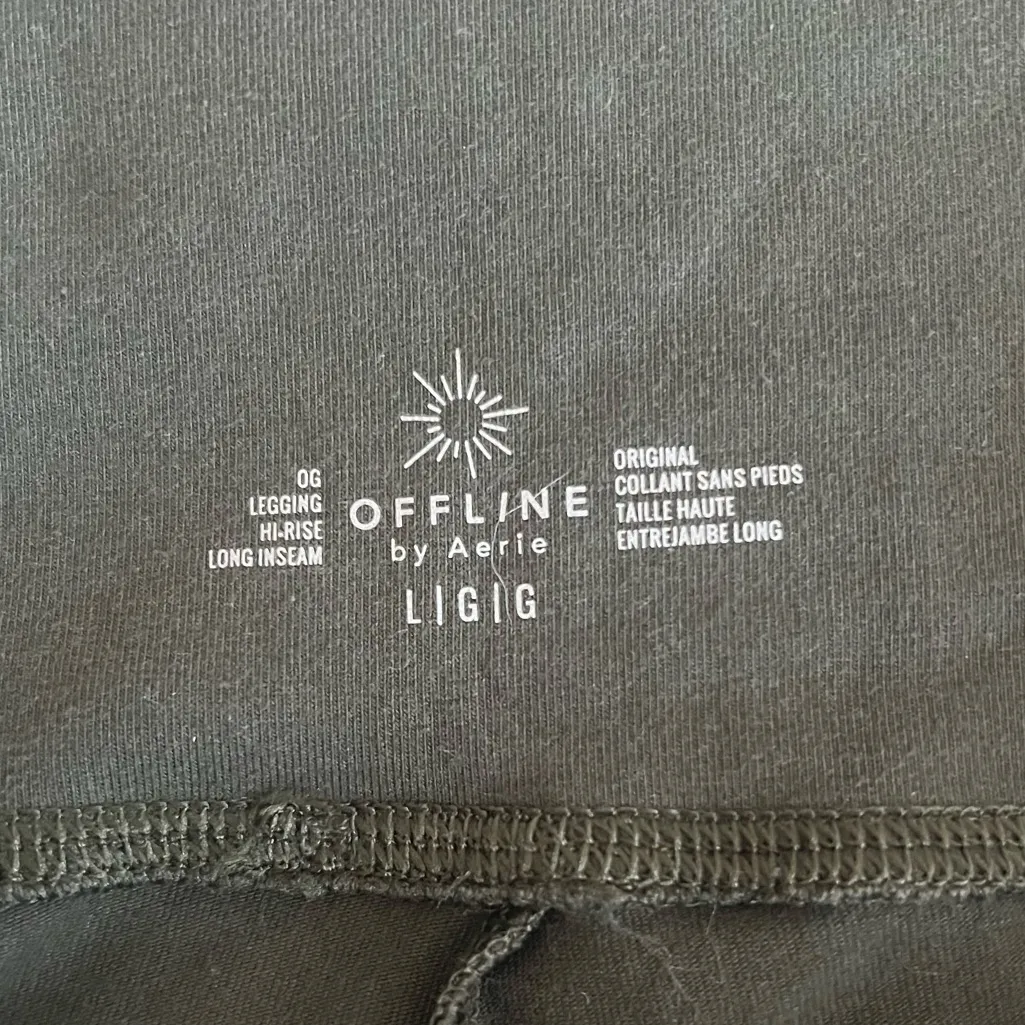 OG
LEGGING
HI-RISE
LONG INSEAM
OFFLINE
by Aerie
L|G|G
ORIGINAL
COLLANT SANS PIEDS
TAILLE HAUTE
ENTREJAMBE LONG